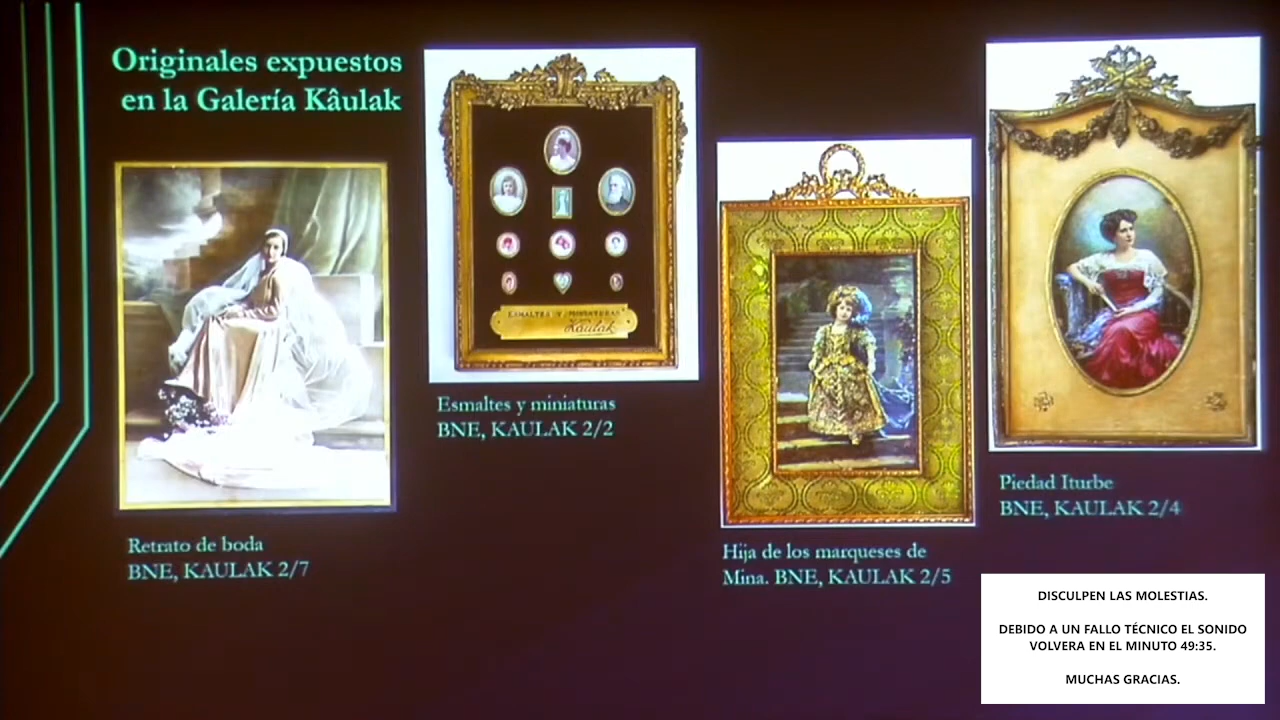 Originales expuestos
en la Galería Kâulak
ESMALTES Y MINIATURAS
Kaulak
Retrato de boda
BNE, KAULAK 2/7
Esmaltes y miniaturas
BNE, KAULAK 2/2
Hija de los marqueses de
Mina. BNE, KAULAK 2/5
Piedad Iturbe
BNE, KAULAK 2/4
DISCULPEN LAS MOLESTIAS.
DEBIDO A UN FALLO TÉCNICO EL SONIDO
VOLVERA EN EL MINUTO 49:35.
MUCHAS GRACIAS.